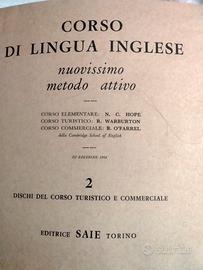 CORSO
DI LINGUA INGLESE
nuovissimo
metodo attivo
CORSO ELEMENTARE: N. C. HOPE
CORSO TURISTICO: R. WARBURTON
CORSO COMMERCIALE: B. O'FARREL
della Cambridge School of English
2
DISCHI DEL CORSO TURISTICO E COMMERCIALE
EDITRICE SAIE TORINO
subito